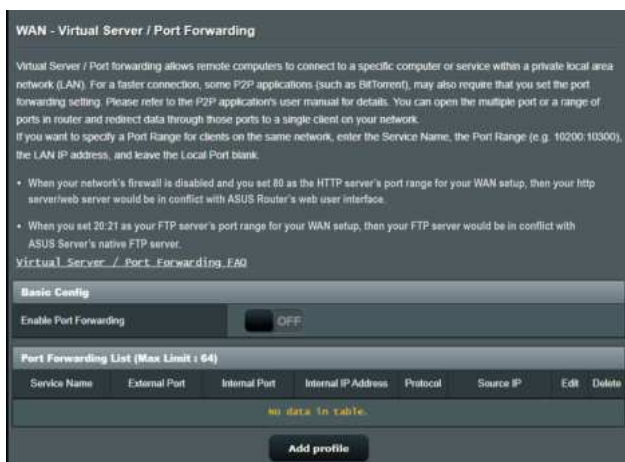 WAN - Virtual Server / Port Forwarding
Virtual Server / Port forwarding allows remote computers to connect to a specific computer or service within a private local area
network (LAN). For a faster connection, some P2P applications (such as BitTorrent), may also require that you set the port
forwarding setting. Please refer to the P2P application's user manual for details. You can open the multiple port or a range of
ports in router and redirect data through those ports to a single client on your network.
If you want to specify a Port Range for clients on the same network, enter the Service Name, the Port Range (e.g. 10200:10300),
the LAN IP address, and leave the Local Port blank.
• When your network's firewall is disabled and you set 80 as the HTTP server's port range for your WAN setup, then your http
server/web server would be in conflict with ASUS Router's web user interface.
• When you set 20:21 as your FTP server's port range for your WAN setup, then your FTP server would be in conflict with
ASUS Server's native FTP server.
Virtual Server / Port Forwarding FAQ
Basic Config
Enable Port Forwarding OFF
Port Forwarding List (Max Limit : 64)
Service Name External Port Internal Port Internal IP Address Protocol Source IP Edit Delete
No data in table.
Add profile